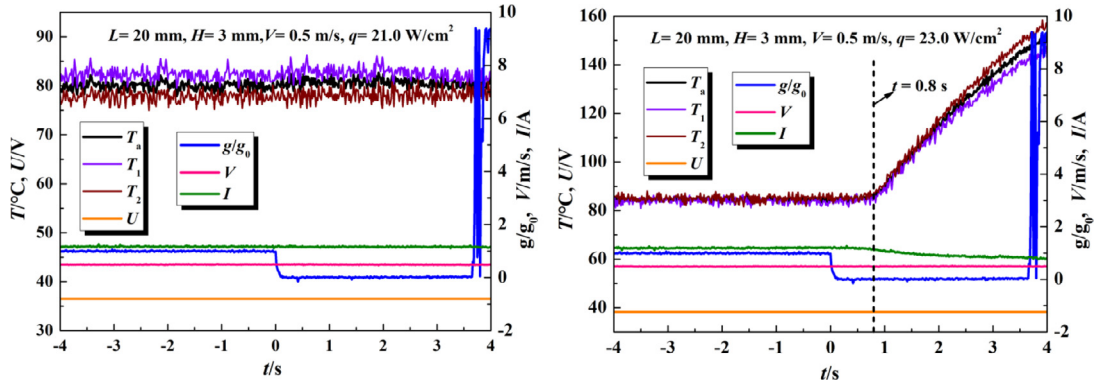 L= 20 mm, H= 3 mm,V= 0.5 m/s, q= 21.0 W/cm²
T/°C, U/V
90
80
70
60
50
40
30
Tₐ
T₁
T₂
U
g/g₀
V
I
10
8
6
4
2
0
-2
g/g₀, V/m/s, I/A
-4 -3 -2 -1 0 1 2 3 4
t/s
L= 20 mm, H= 3 mm, V= 0.5 m/s, q= 23.0 W/cm²
T/°C, U/V
160
140
120
100
80
60
40
Tₐ
T₁
T₂
U
g/g₀
V
I
t = 0.8 s
10
8
6
4
2
0
-2
g/g₀, V/m/s, I/A
-4 -3 -2 -1 0 1 2 3 4
t/s